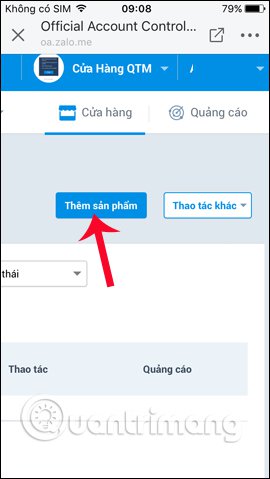 Không có SIM 09:08 79%
Official Account Control...
oa.zalo.me
Cửa Hàng QTM
Cửa hàng Quảng cáo
Thêm sản phẩm Thao tác khác
thái
Thao tác Quảng cáo
Quantrimang